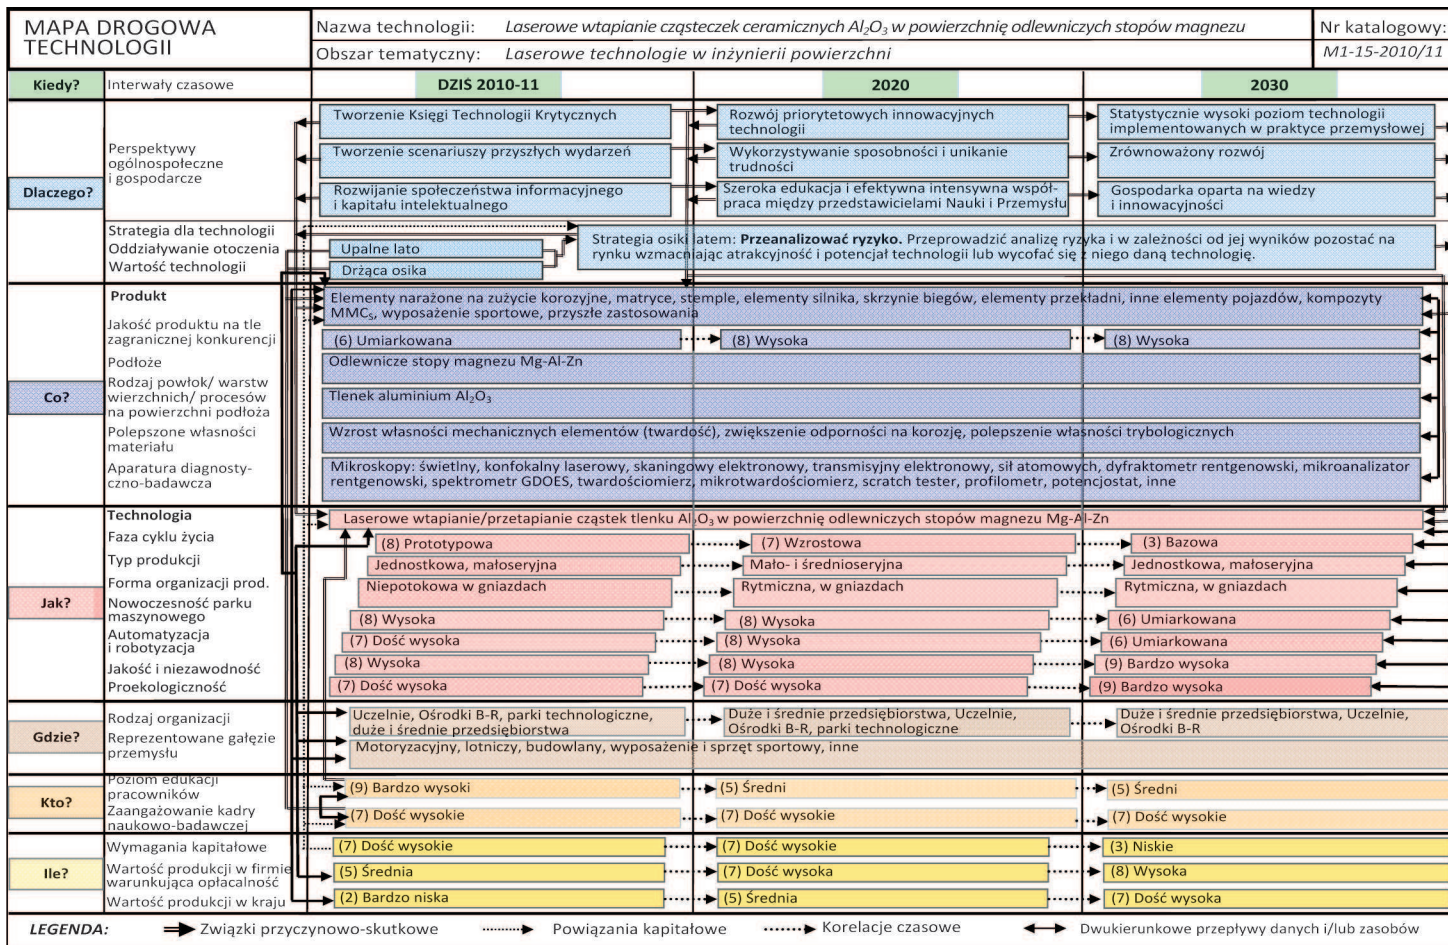 MAPA DROGOWA
TECHNOLOGII
Nazwa technologii: Laserowe wtapianie cząsteczek ceramicznych Al₂O₃ w powierzchnię odlewniczych stopów magnezu
Obszar tematyczny: Laserowe technologie w inżynierii powierzchni
Nr katalogowy:
M1-15-2010/11
Kiedy? Interwały czasowe DZIŚ 2010-11 2020 2030
Dlaczego?
Perspektywy
ogólnospołeczne
i gospodarcze
Tworzenie Księgi Technologii Krytycznych
Rozwój priorytetowych innowacyjnych
technologii
Statystycznie wysoki poziom technologii
implementowanych w praktyce przemysłowej
Tworzenie scenariuszy przyszłych wydarzeń
Wykorzystywanie sposobności i unikanie
trudności
Zrównoważony rozwój
Rozwijanie społeczeństwa informacyjnego
i kapitału intelektualnego
Szeroka edukacja i efektywna intensywna współ-
praca między przedstawicielami Nauki i Przemysłu
Gospodarka oparta na wiedzy
i innowacyjności
Strategia dla technologii
Oddziaływanie otoczenia
Wartość technologii
Upalne lato
Drżąca osika
Strategia osiki latem: Przeanalizować ryzyko. Przeprowadzić analizę ryzyka i w zależności od jej wyników pozostać na
rynku wzmacniając atrakcyjność i potencjał technologii lub wycofać się z niego daną technologię.
Co?
Produkt
Elementy narażone na zużycie korozyjne, matryce, stemple, elementy silnika, skrzynie biegów, elementy przekładni, inne elementy pojazdów, kompozyty
MMCs, wyposażenie sportowe, przyszłe zastosowania
Jakość produktu na tle
zagranicznej konkurencji
(6) Umiarkowana (8) Wysoka (8) Wysoka
Podłoże
Odlewnicze stopy magnezu Mg-Al-Zn
Rodzaj powłok/ warstw
wierzchnich/ procesów
na powierzchni podłoża
Tlenek aluminium Al₂O₃
Polepszone własności
materiału
Wzrost własności mechanicznych elementów (twardość), zwiększenie odporności na korozję, polepszenie własności trybologicznych
Aparatura diagnosty-
czno-badawcza
Mikroskopy: świetlny, konfokalny laserowy, skaningowy elektronowy, transmisyjny elektronowy, sił atomowych, dyfraktometr rentgenowski, mikroanalizator
rentgenowski, spektrometr GDOES, twardościomierz, mikrotwardościomierz, scratch tester, profilometr, potencjostat, inne
Jak?
Technologia
Laserowe wtapianie/przetapianie cząstek tlenku Al₂O₃ w powierzchnię odlewniczych stopów magnezu Mg-Al-Zn
Faza cyklu życia
(8) Prototypowa (7) Wzrostowa (3) Bazowa
Typ produkcji
Jednostkowa, małoseryjna Mało- i średnioseryjna Jednostkowa, małoseryjna
Forma organizacji prod.
Niepotokowa w gniazdach Rytmiczna, w gniazdach Rytmiczna, w gniazdach
Nowoczesność parku
maszynowego
(8) Wysoka (8) Wysoka (6) Umiarkowana
Automatyzacja
i robotyzacja
(7) Dość wysoka (8) Wysoka (6) Umiarkowana
Jakość i niezawodność
(8) Wysoka (8) Wysoka (9) Bardzo wysoka
Proekologiczność
(7) Dość wysoka (7) Dość wysoka (9) Bardzo wysoka
Gdzie?
Rodzaj organizacji
Uczelnie, Ośrodki B-R, parki technologiczne,
duże i średnie przedsiębiorstwa
Duże i średnie przedsiębiorstwa, Uczelnie,
Ośrodki B-R, parki technologiczne
Duże i średnie przedsiębiorstwa, Uczelnie,
Ośrodki B-R
Reprezentowane gałęzie
przemysłu
Motoryzacyjny, lotniczy, budowlany, wyposażenie i sprzęt sportowy, inne
Kto?
Poziom edukacji
pracowników
(9) Bardzo wysoki (5) Średni (5) Średni
Zaangażowanie kadry
naukowo-badawczej
(7) Dość wysokie (7) Dość wysokie (7) Dość wysokie
Ile?
Wymagania kapitałowe
(7) Dość wysokie (7) Dość wysokie (3) Niskie
Wartość produkcji w firmie
warunkująca opłacalność
(5) Średnia (7) Dość wysoka (8) Wysoka
Wartość produkcji w kraju
(2) Bardzo niska (5) Średnia (7) Dość wysoka
LEGENDA: Związki przyczynowo-skutkowe Powiązania kapitałowe Korelacje czasowe Dwukierunkowe przepływy danych i/lub zasobów